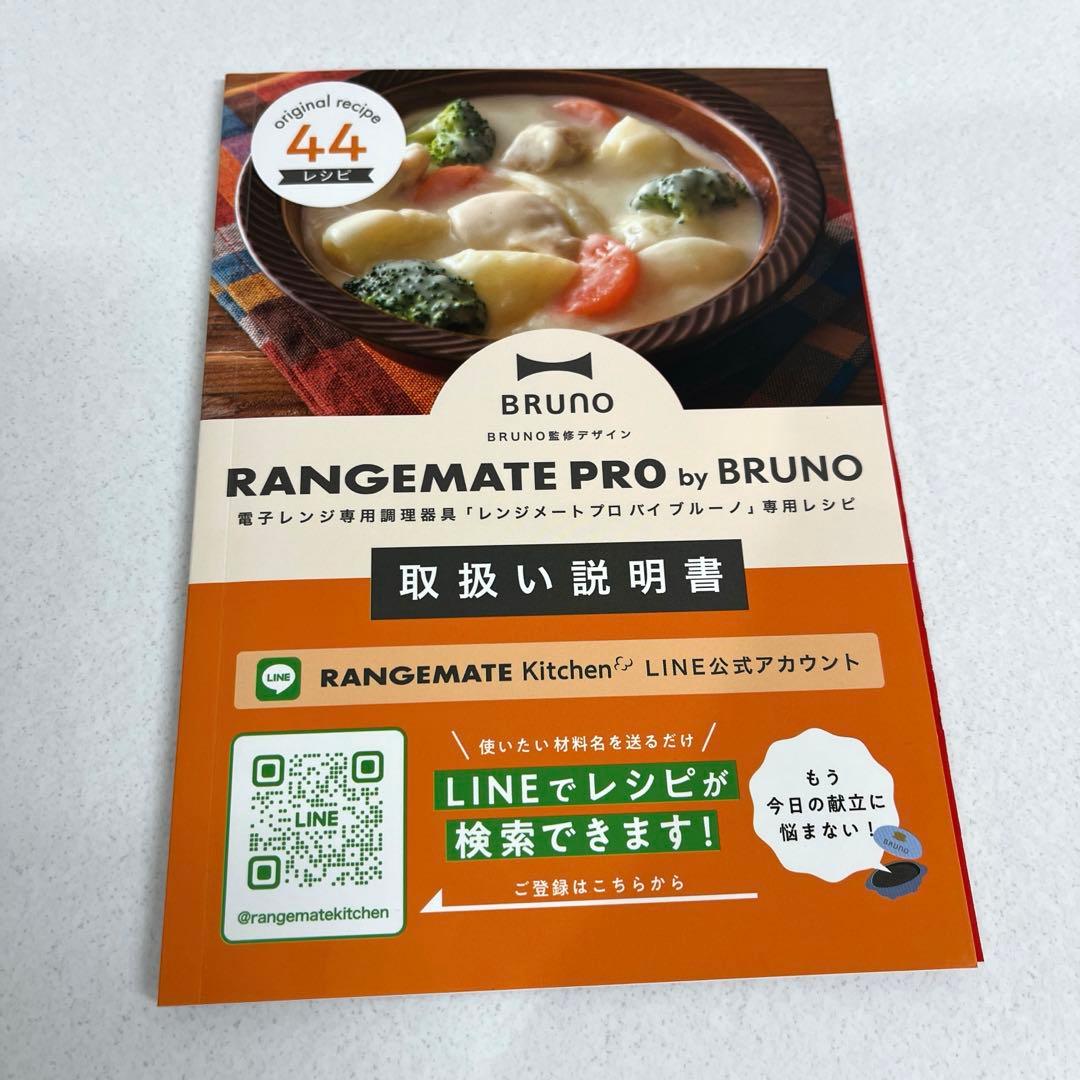 original recipe
44
レシピ
BRUNO
BRUNO監修デザイン
RANGEMATE PRO by BRUNO
電子レンジ専用調理器具「レンジメートプロ バイ ブルーノ」専用レシピ
取扱い説明書
LINE
RANGEMATE Kitchen LINE公式アカウント
LINE
@rangematekitchen
使いたい材料名を送るだけ
LINEでレシピが
検索できます!
ご登録はこちらから
もう
今日の献立に
悩まない!
BRUNO